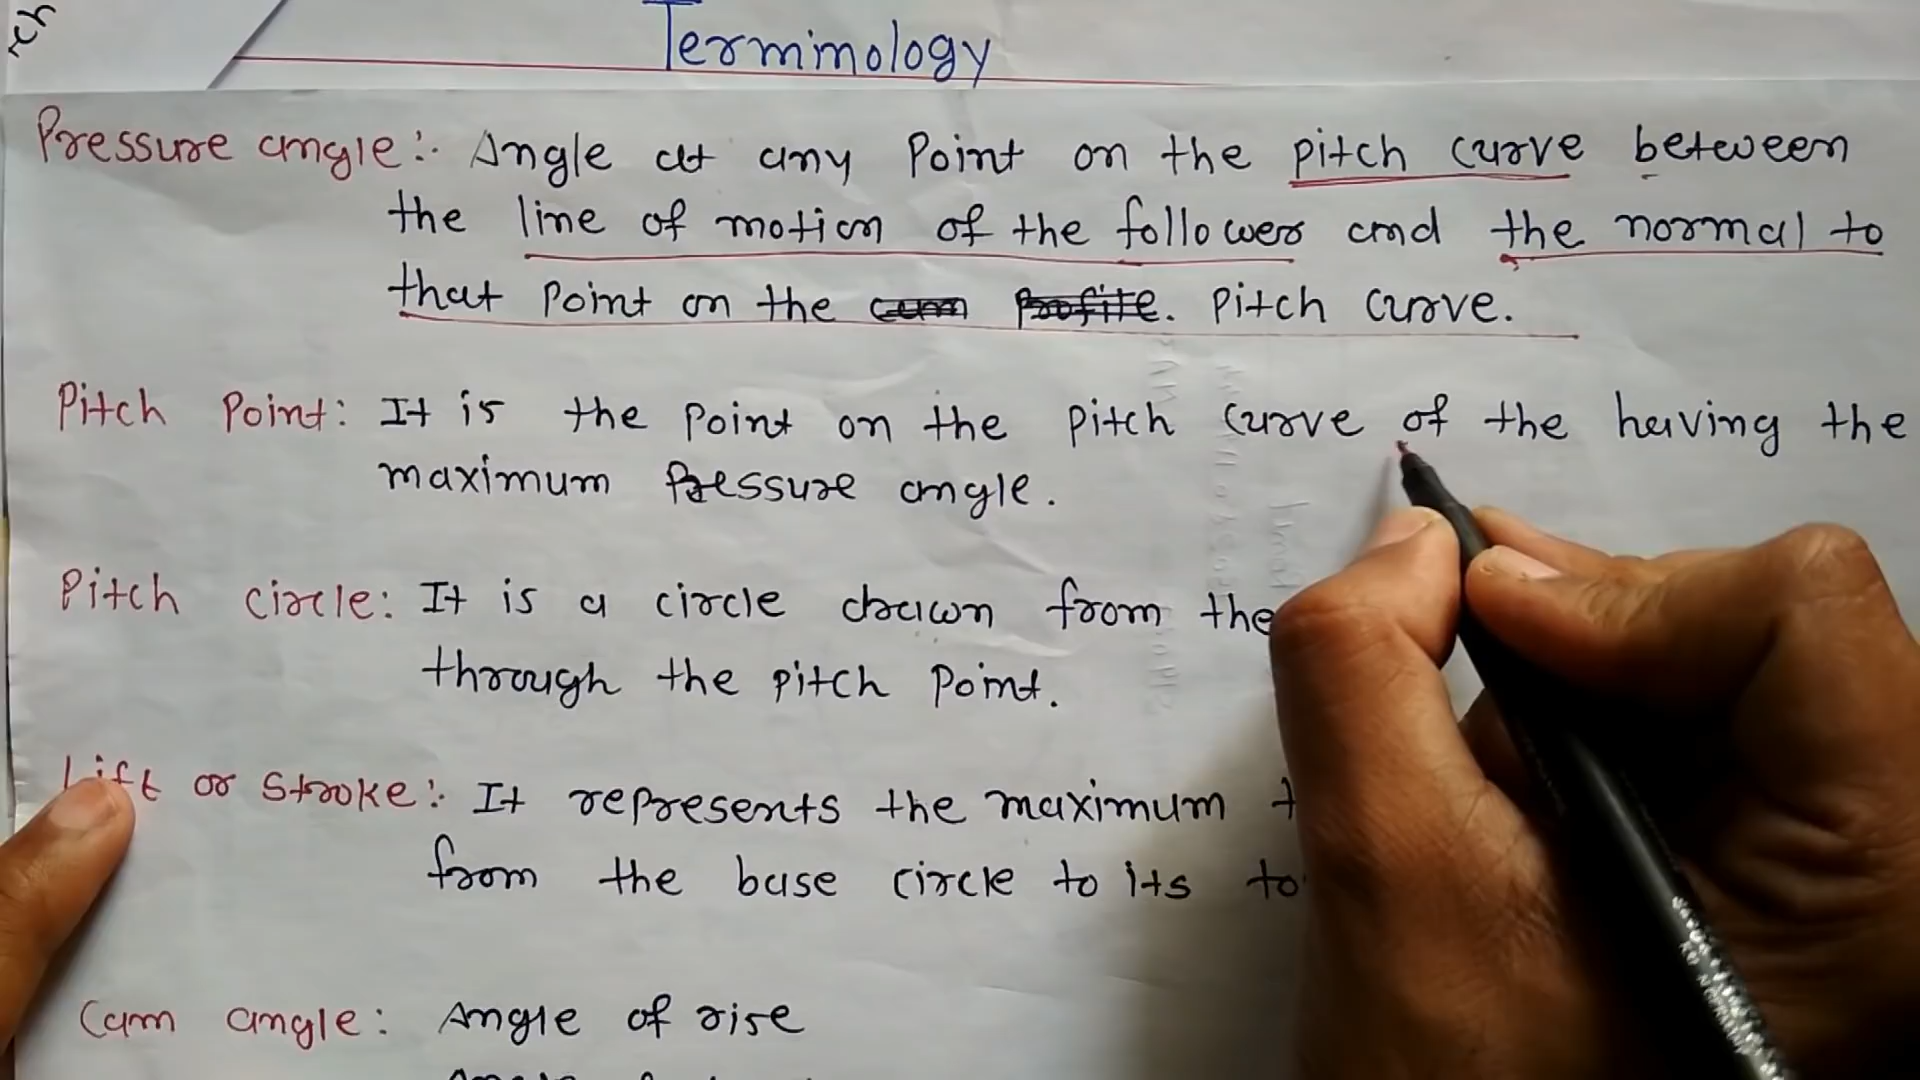 Terminology
Pressure angle:- Angle at any Point on the pitch curve between
the line of motion of the follower and the normal to
that point on the cam profile. Pitch curve.
Pitch Point: It is the Point on the pitch curve of the having the
maximum Pressure angle.
Pitch circle: It is a circle drawn from the
through the pitch point.
Lift or Stroke:- It represents the maximum
from the base circle to its
Cam angle: Angle of rise